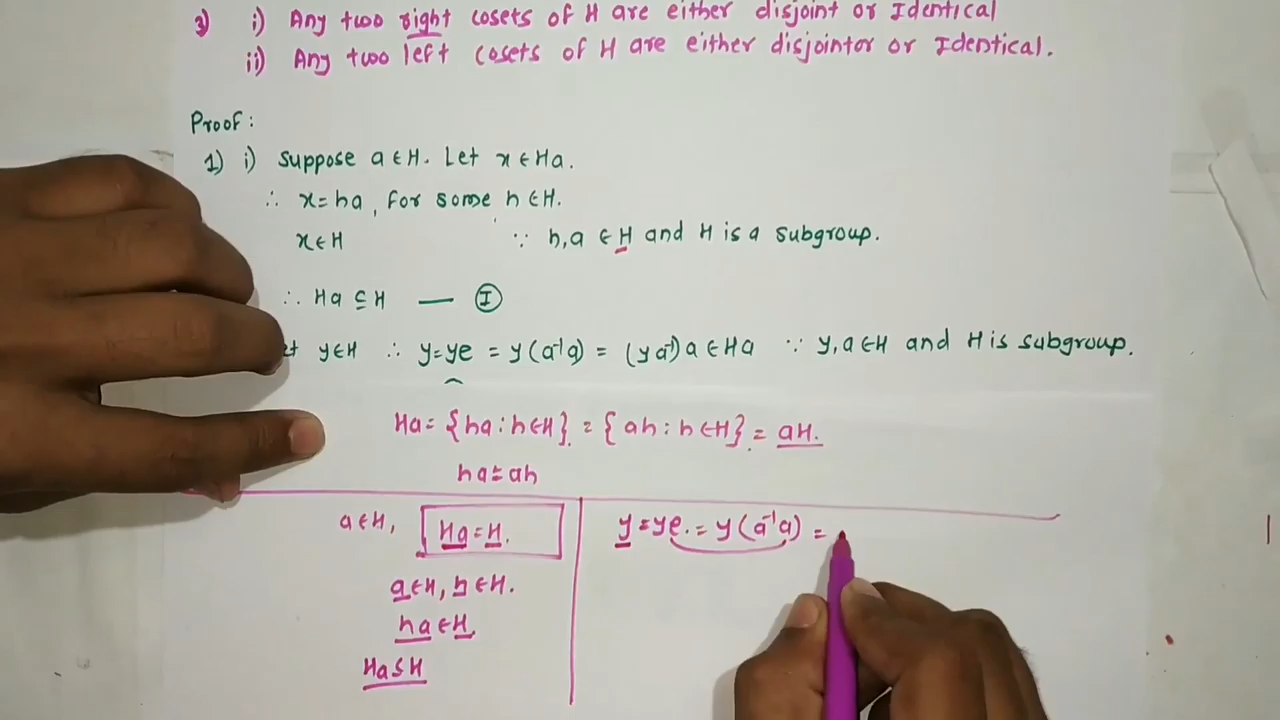 3) i) Any two right cosets of H are either disjoint or Identical
ii) Any two left cosets of H are either disjointor or Identical.
Proof:
1) i) Suppose a∈H. Let x∈Ha.
∴ x=ha, for some h∈H.
x∈H ∵ h,a ∈ H and H is a subgroup.
∴ Ha ⊆ H — I
y∈H ∴ y=ye = y(a⁻¹a) = (ya⁻¹)a ∈ Ha ∵ y,a∈H and H is subgroup.
Ha = {ha : h∈H} = {ah : h∈H} = aH.
ha = ah
a∈H, Ha = H.
a∈H, h∈H.
ha∈H.
Ha⊆H
y = ye. = y(a⁻¹a) =